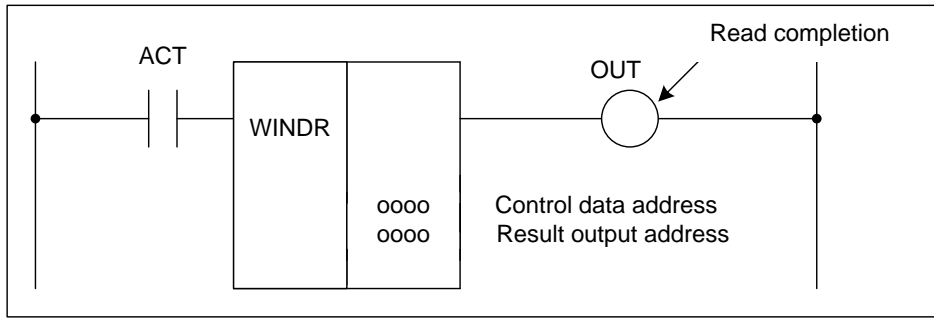 Read completion
ACT
OUT
WINDR
oooo Control data address
oooo Result output address